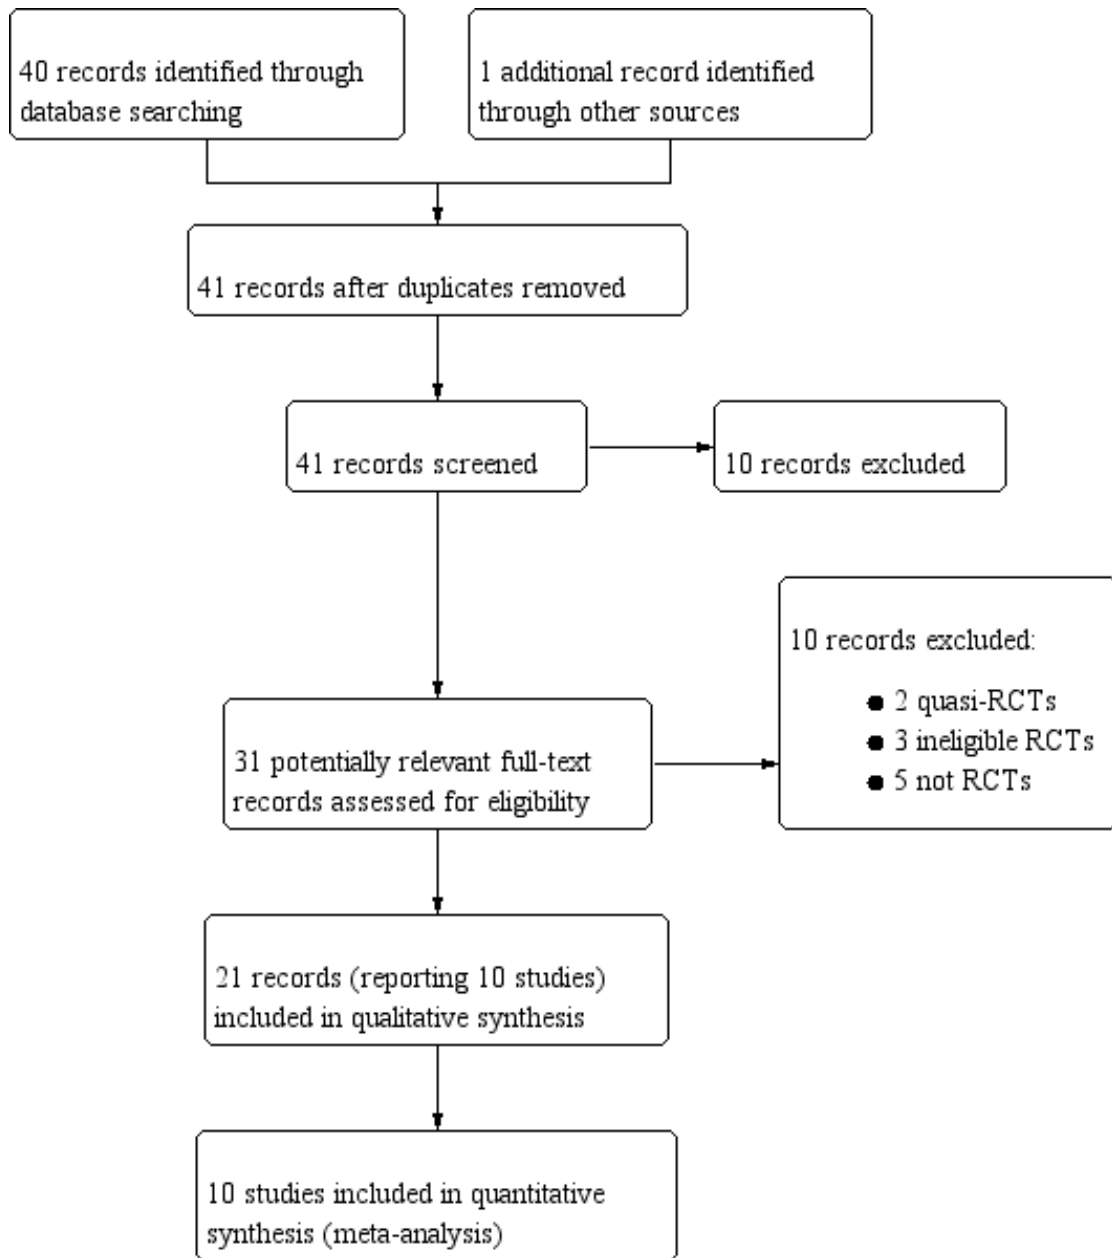 40 records identified through
database searching
1 additional record identified
through other sources
41 records after duplicates removed
41 records screened
10 records excluded
10 records excluded:
● 2 quasi-RCTs
● 3 ineligible RCTs
● 5 not RCTs
31 potentially relevant full-text
records assessed for eligibility
21 records (reporting 10 studies)
included in qualitative synthesis
10 studies included in quantitative
synthesis (meta-analysis)